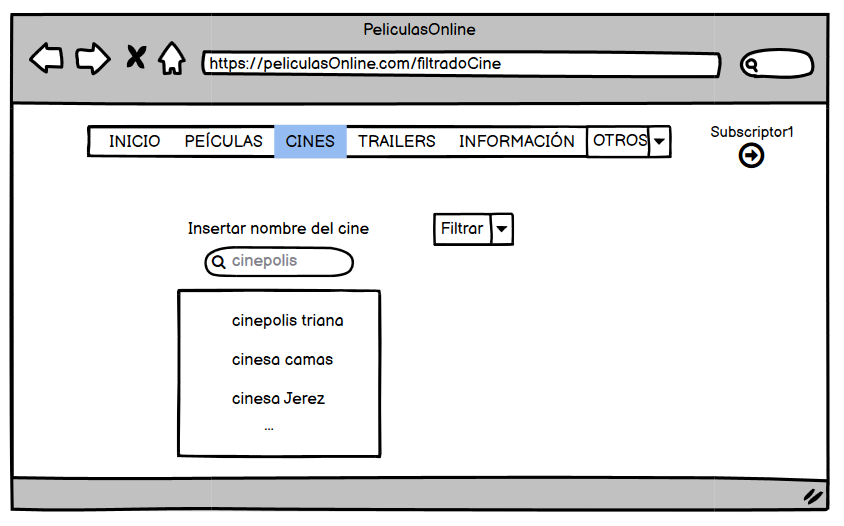 PeliculasOnline
https://peliculasOnline.com/filtradoCine
INICIO PEÍCULAS CINES TRAILERS INFORMACIÓN OTROS
Subscriptor1
Insertar nombre del cine
Filtrar
cinepolis
cinepolis triana
cinesa camas
cinesa Jerez
...